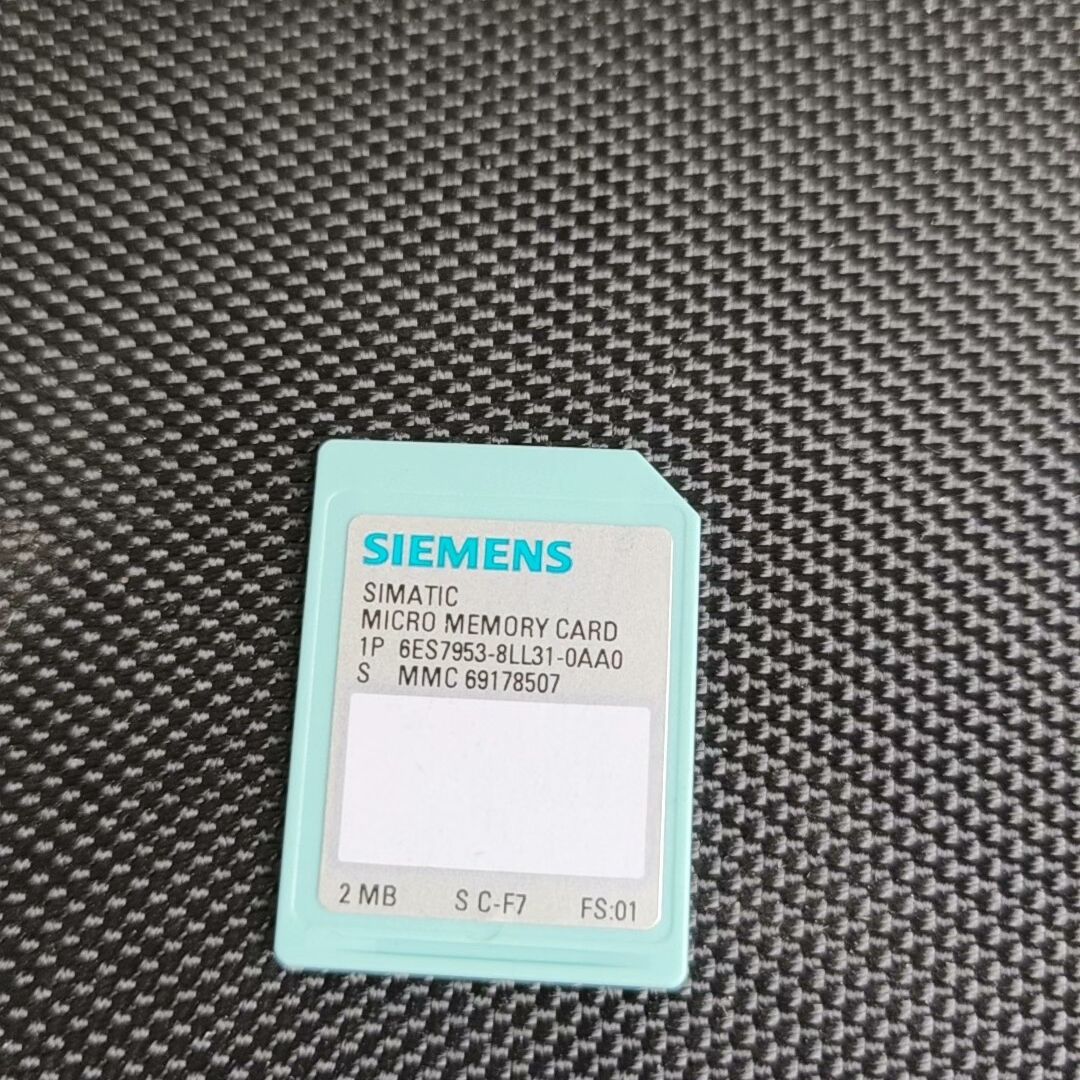 SIEMENS
SIMATIC
MICRO MEMORY CARD
1P 6ES7953-8LL31-0AA0
S MMC 69178507
2 MB S C-F7 FS:01